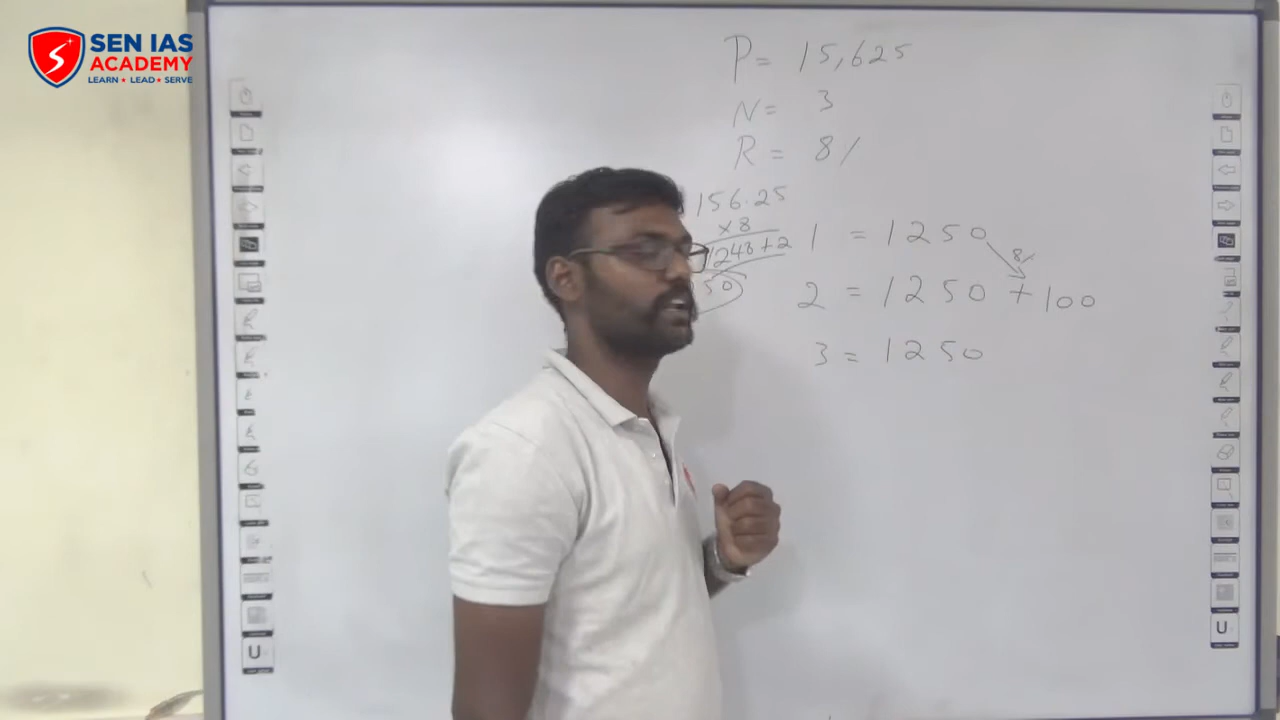 SEN IAS
ACADEMY
LEARN ★ LEAD ★ SERVE
P = 15,625
N = 3
R = 8%
156.25
×8
1248 + 2
50
1 = 1250
8%
2 = 1250 + 100
3 = 1250
U
U